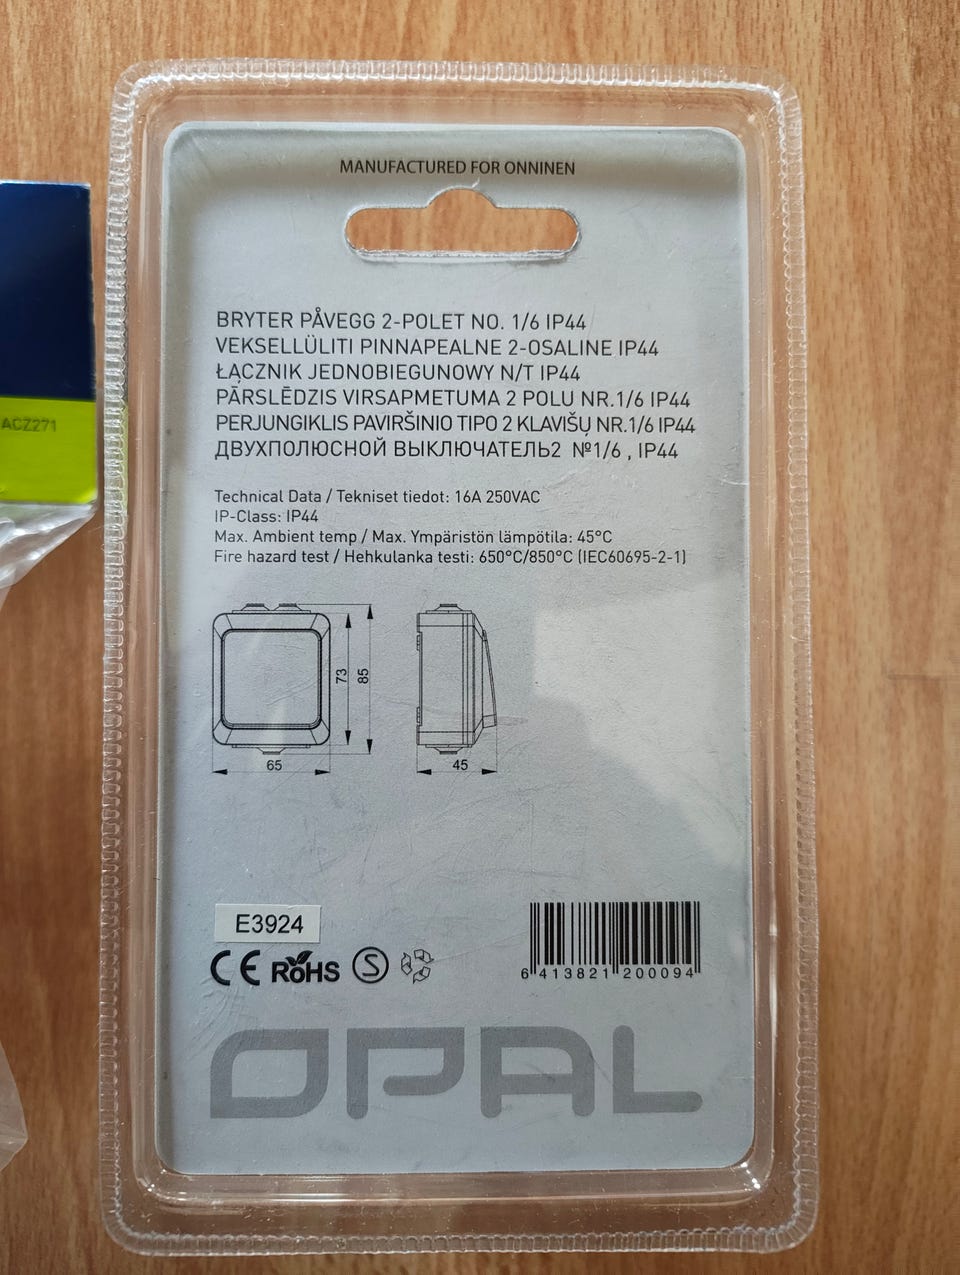 MANUFACTURED FOR ONNINEN
BRYTER PÅVEGG 2-POLET NO. 1/6 IP44
VEKSELLÜLITI PINNAPEALNE 2-OSALINE IP44
ŁĄCZNIK JEDNOBIEGUNOWY N/T IP44
PĀRSLĒDZIS VIRSAPMETUMA 2 POLU NR.1/6 IP44
PERJUNGIKLIS PAVIRŠINIO TIPO 2 KLAVIŠŲ NR.1/6 IP44
ДВУХПОЛЮСНОЙ ВЫКЛЮЧАТЕЛЬ2 №1/6 , IP44
Technical Data / Tekniset tiedot: 16A 250VAC
IP-Class: IP44
Max. Ambient temp / Max. Ympäristön lämpötila: 45°C
Fire hazard test / Hehkulanka testi: 650°C/850°C (IEC60695-2-1)
73
85
65
45
E3924
CE RoHS S
6 413821 200094
OPAL
ACZ271